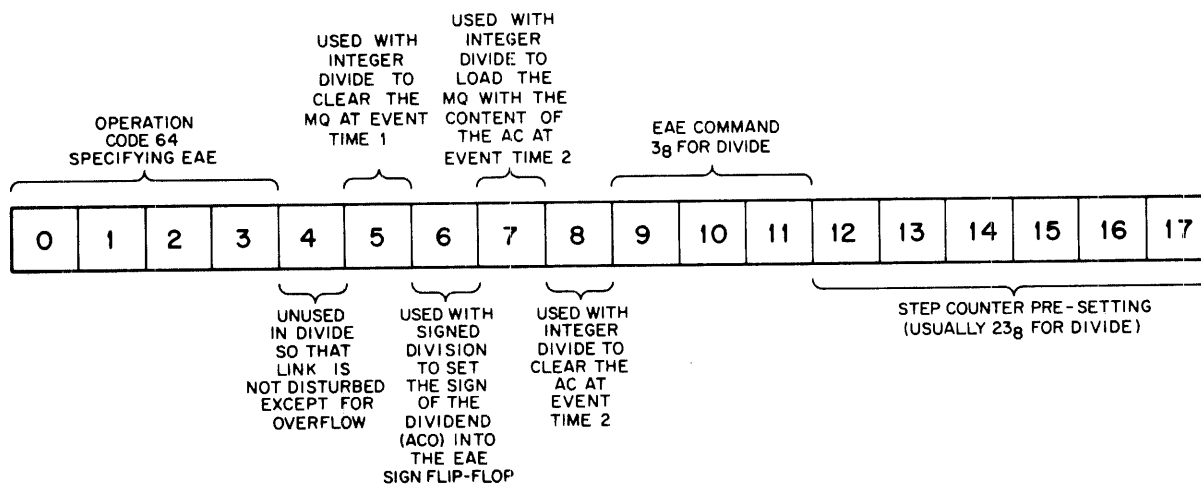 OPERATION
CODE 64
SPECIFYING EAE
USED WITH
INTEGER
DIVIDE TO
CLEAR THE
MQ AT EVENT
TIME 1
USED WITH
INTEGER
DIVIDE TO
LOAD THE
MQ WITH THE
CONTENT OF
THE AC AT
EVENT TIME 2
EAE COMMAND
3₈ FOR DIVIDE
0 1 2 3 4 5 6 7 8 9 10 11 12 13 14 15 16 17
UNUSED
IN DIVIDE
SO THAT
LINK IS
NOT DISTURBED
EXCEPT FOR
OVERFLOW
USED WITH
SIGNED
DIVISION
TO SET
THE SIGN
OF THE
DIVIDEND
(ACO) INTO
THE EAE
SIGN FLIP-FLOP
USED WITH
INTEGER
DIVIDE TO
CLEAR THE
AC AT
EVENT
TIME 2
STEP COUNTER PRE-SETTING
(USUALLY 23₈ FOR DIVIDE)